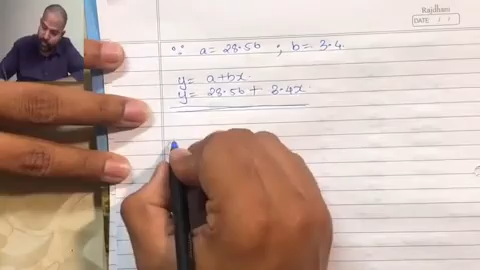 Rajdhani
DATE / /
∵ a = 28.56 ; b = 3.4.
y = a+bx.
y = 28.56 + 3.4x.